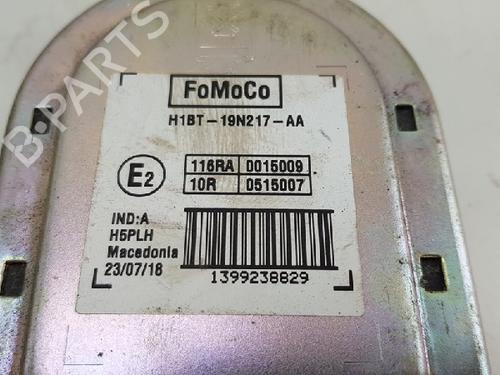 B-PARTS
FoMoCo
H1BT-19N217-AA
E2
116RA 0015009
10R 0515007
IND:A
H5PLH
Macedonia
23/07/18
1399238829